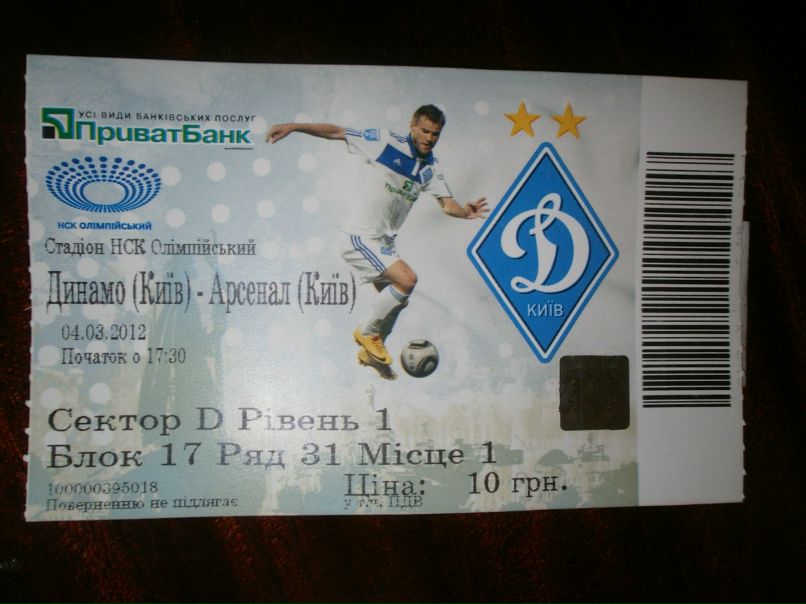 УСІ ВИДИ БАНКІВСЬКИХ ПОСЛУГ
ПриватБанк
НСК ОЛІМПІЙСЬКИЙ
Стадіон НСК Олімпійський
Динамо (Київ) - Арсенал (Київ)
04.03.2012
Початок о 17:30
Сектор D Рівень 1
Блок 17 Ряд 31 Місце 1
100000395018
Ціна: 10 грн.
Поверненню не підлягає
у т.ч. ПДВ
Д
КИЇВ